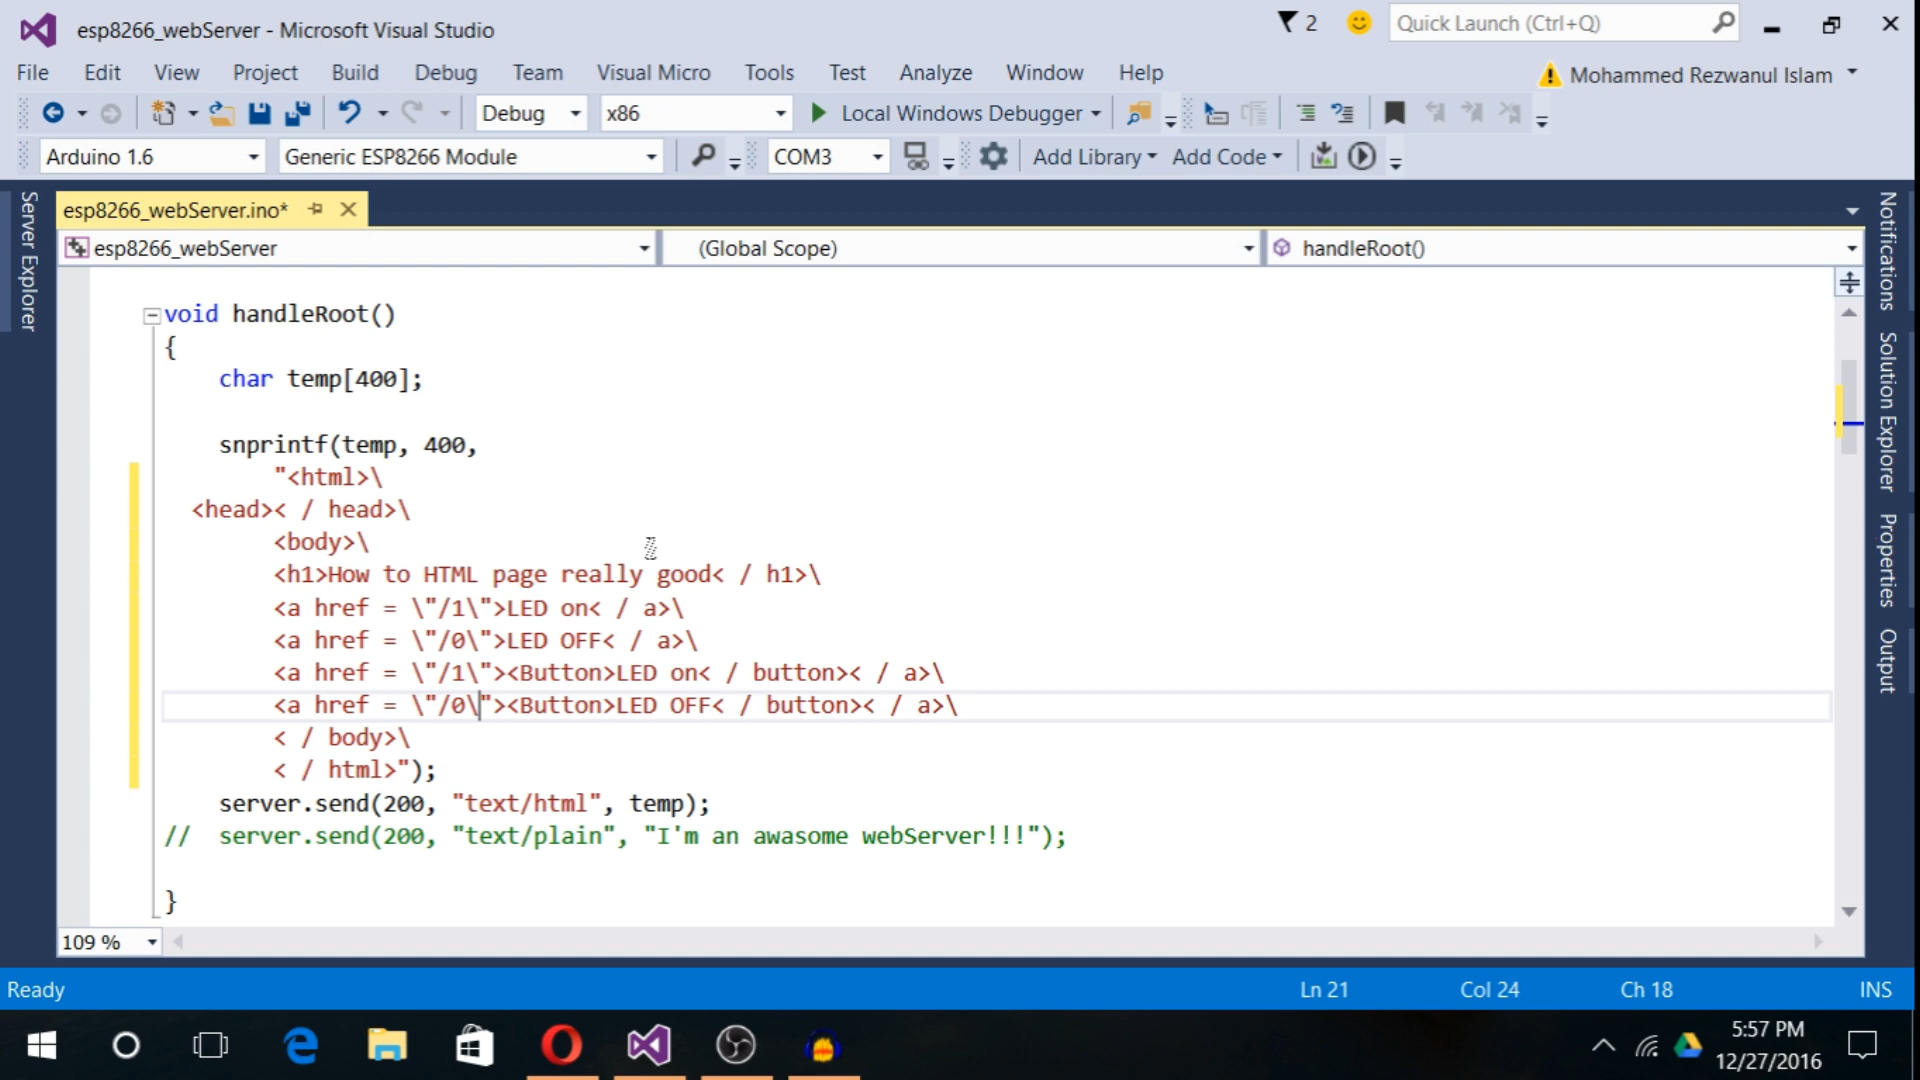 esp8266_webServer - Microsoft Visual Studio
2
Quick Launch (Ctrl+Q)
File Edit View Project Build Debug Team Visual Micro Tools Test Analyze Window Help
Mohammed Rezwanul Islam
Debug x86 Local Windows Debugger
Arduino 1.6 Generic ESP8266 Module COM3 Add Library Add Code
Server Explorer
esp8266_webServer.ino*
esp8266_webServer (Global Scope) handleRoot()
void handleRoot()
{
char temp[400];
snprintf(temp, 400,
"<html>\
<head>< / head>\
<body>\
<h1>How to HTML page really good< / h1>\
<a href = \"/1\">LED on< / a>\
<a href = \"/0\">LED OFF< / a>\
<a href = \"/1\"><Button>LED on< / button>< / a>\
<a href = \"/0\"><Button>LED OFF< / button>< / a>\
< / body>\
< / html>");
server.send(200, "text/html", temp);
// server.send(200, "text/plain", "I'm an awasome webServer!!!");
}
Notifications
Solution Explorer
Properties
Output
109 %
Ready Ln 21 Col 24 Ch 18 INS
5:57 PM
12/27/2016